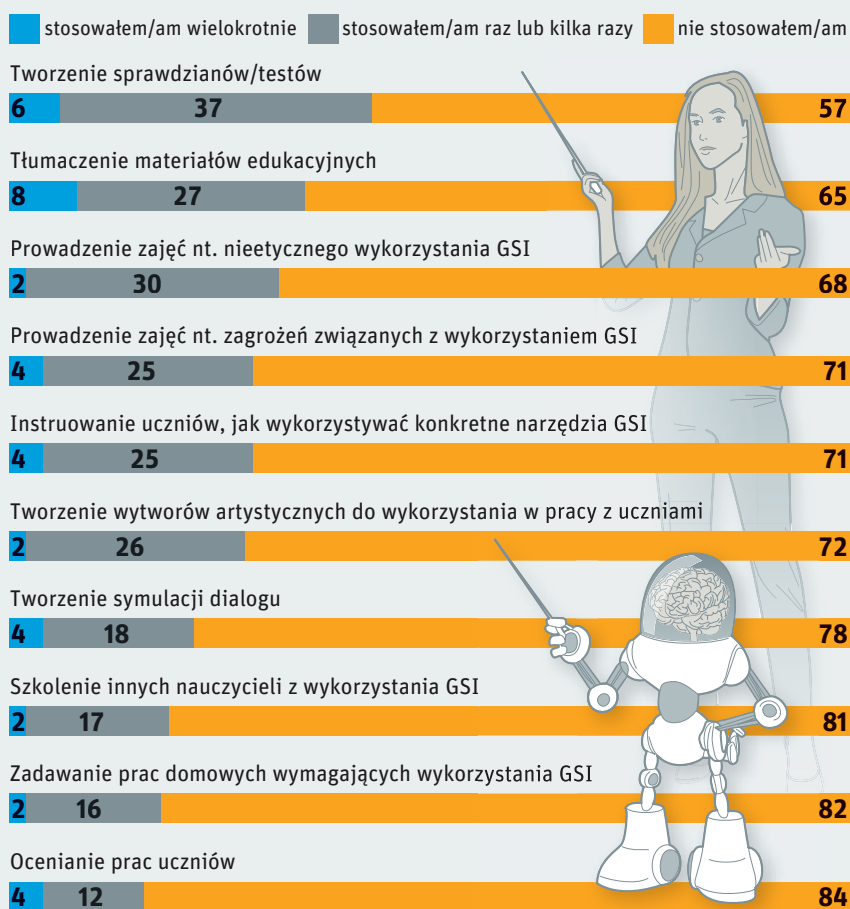 stosowałem/am wielokrotnie stosowałem/am raz lub kilka razy nie stosowałem/am
Tworzenie sprawdzianów/testów
6 37 57
Tłumaczenie materiałów edukacyjnych
8 27 65
Prowadzenie zajęć nt. nieetycznego wykorzystania GSI
2 30 68
Prowadzenie zajęć nt. zagrożeń związanych z wykorzystaniem GSI
4 25 71
Instruowanie uczniów, jak wykorzystywać konkretne narzędzia GSI
4 25 71
Tworzenie wytworów artystycznych do wykorzystania w pracy z uczniami
2 26 72
Tworzenie symulacji dialogu
4 18 78
Szkolenie innych nauczycieli z wykorzystania GSI
2 17 81
Zadawanie prac domowych wymagających wykorzystania GSI
2 16 82
Ocenianie prac uczniów
4 12 84